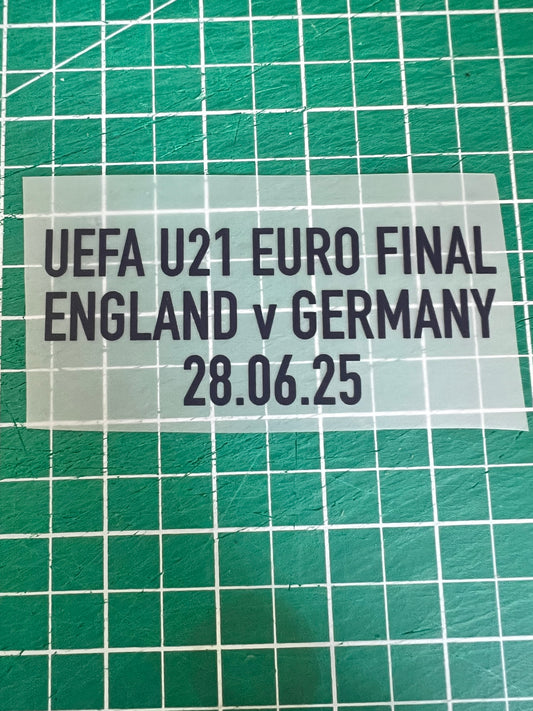 UEFA U21 EURO FINAL
ENGLAND v GERMANY
28.06.25